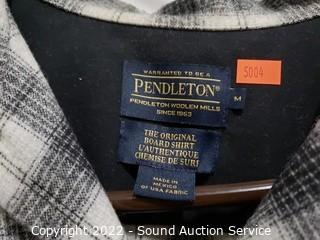 WARRANTED TO BE A
PENDLETON®
PENDLETON WOOLEN MILLS
SINCE 1863
M
5004
THE ORIGINAL
BOARD SHIRT
L'AUTHENTIQUE
CHEMISE DE SURF
MADE IN
MEXICO
OF USA FABRIC
Copyright 2022 - Sound Auction Service